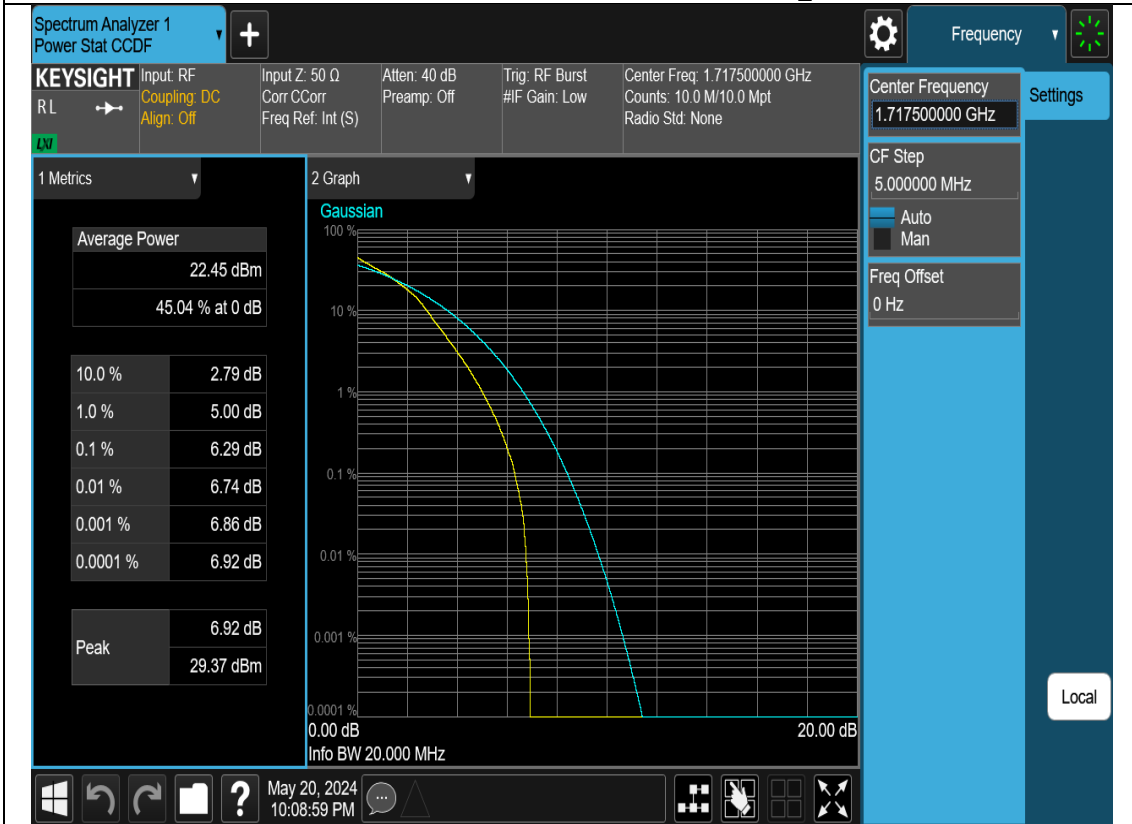 Spectrum Analyzer 1
Power Stat CCDF
+
Frequency
KEYSIGHT
RL
LXI
Input: RF
Coupling: DC
Align: Off
Input Z: 50 Ω
Corr CCorr
Freq Ref: Int (S)
Atten: 40 dB
Preamp: Off
Trig: RF Burst
#IF Gain: Low
Center Freq: 1.717500000 GHz
Counts: 10.0 M/10.0 Mpt
Radio Std: None
Center Frequency
1.717500000 GHz
Settings
CF Step
5.000000 MHz
Auto
Man
Freq Offset
0 Hz
1 Metrics
Average Power
22.45 dBm
45.04 % at 0 dB
10.0 % 2.79 dB
1.0 % 5.00 dB
0.1 % 6.29 dB
0.01 % 6.74 dB
0.001 % 6.86 dB
0.0001 % 6.92 dB
Peak
6.92 dB
29.37 dBm
2 Graph
Gaussian
100 %
10 %
1 %
0.1 %
0.01 %
0.001 %
0.0001 %
0.00 dB 20.00 dB
Info BW 20.000 MHz
Local
?
May 20, 2024
10:08:59 PM